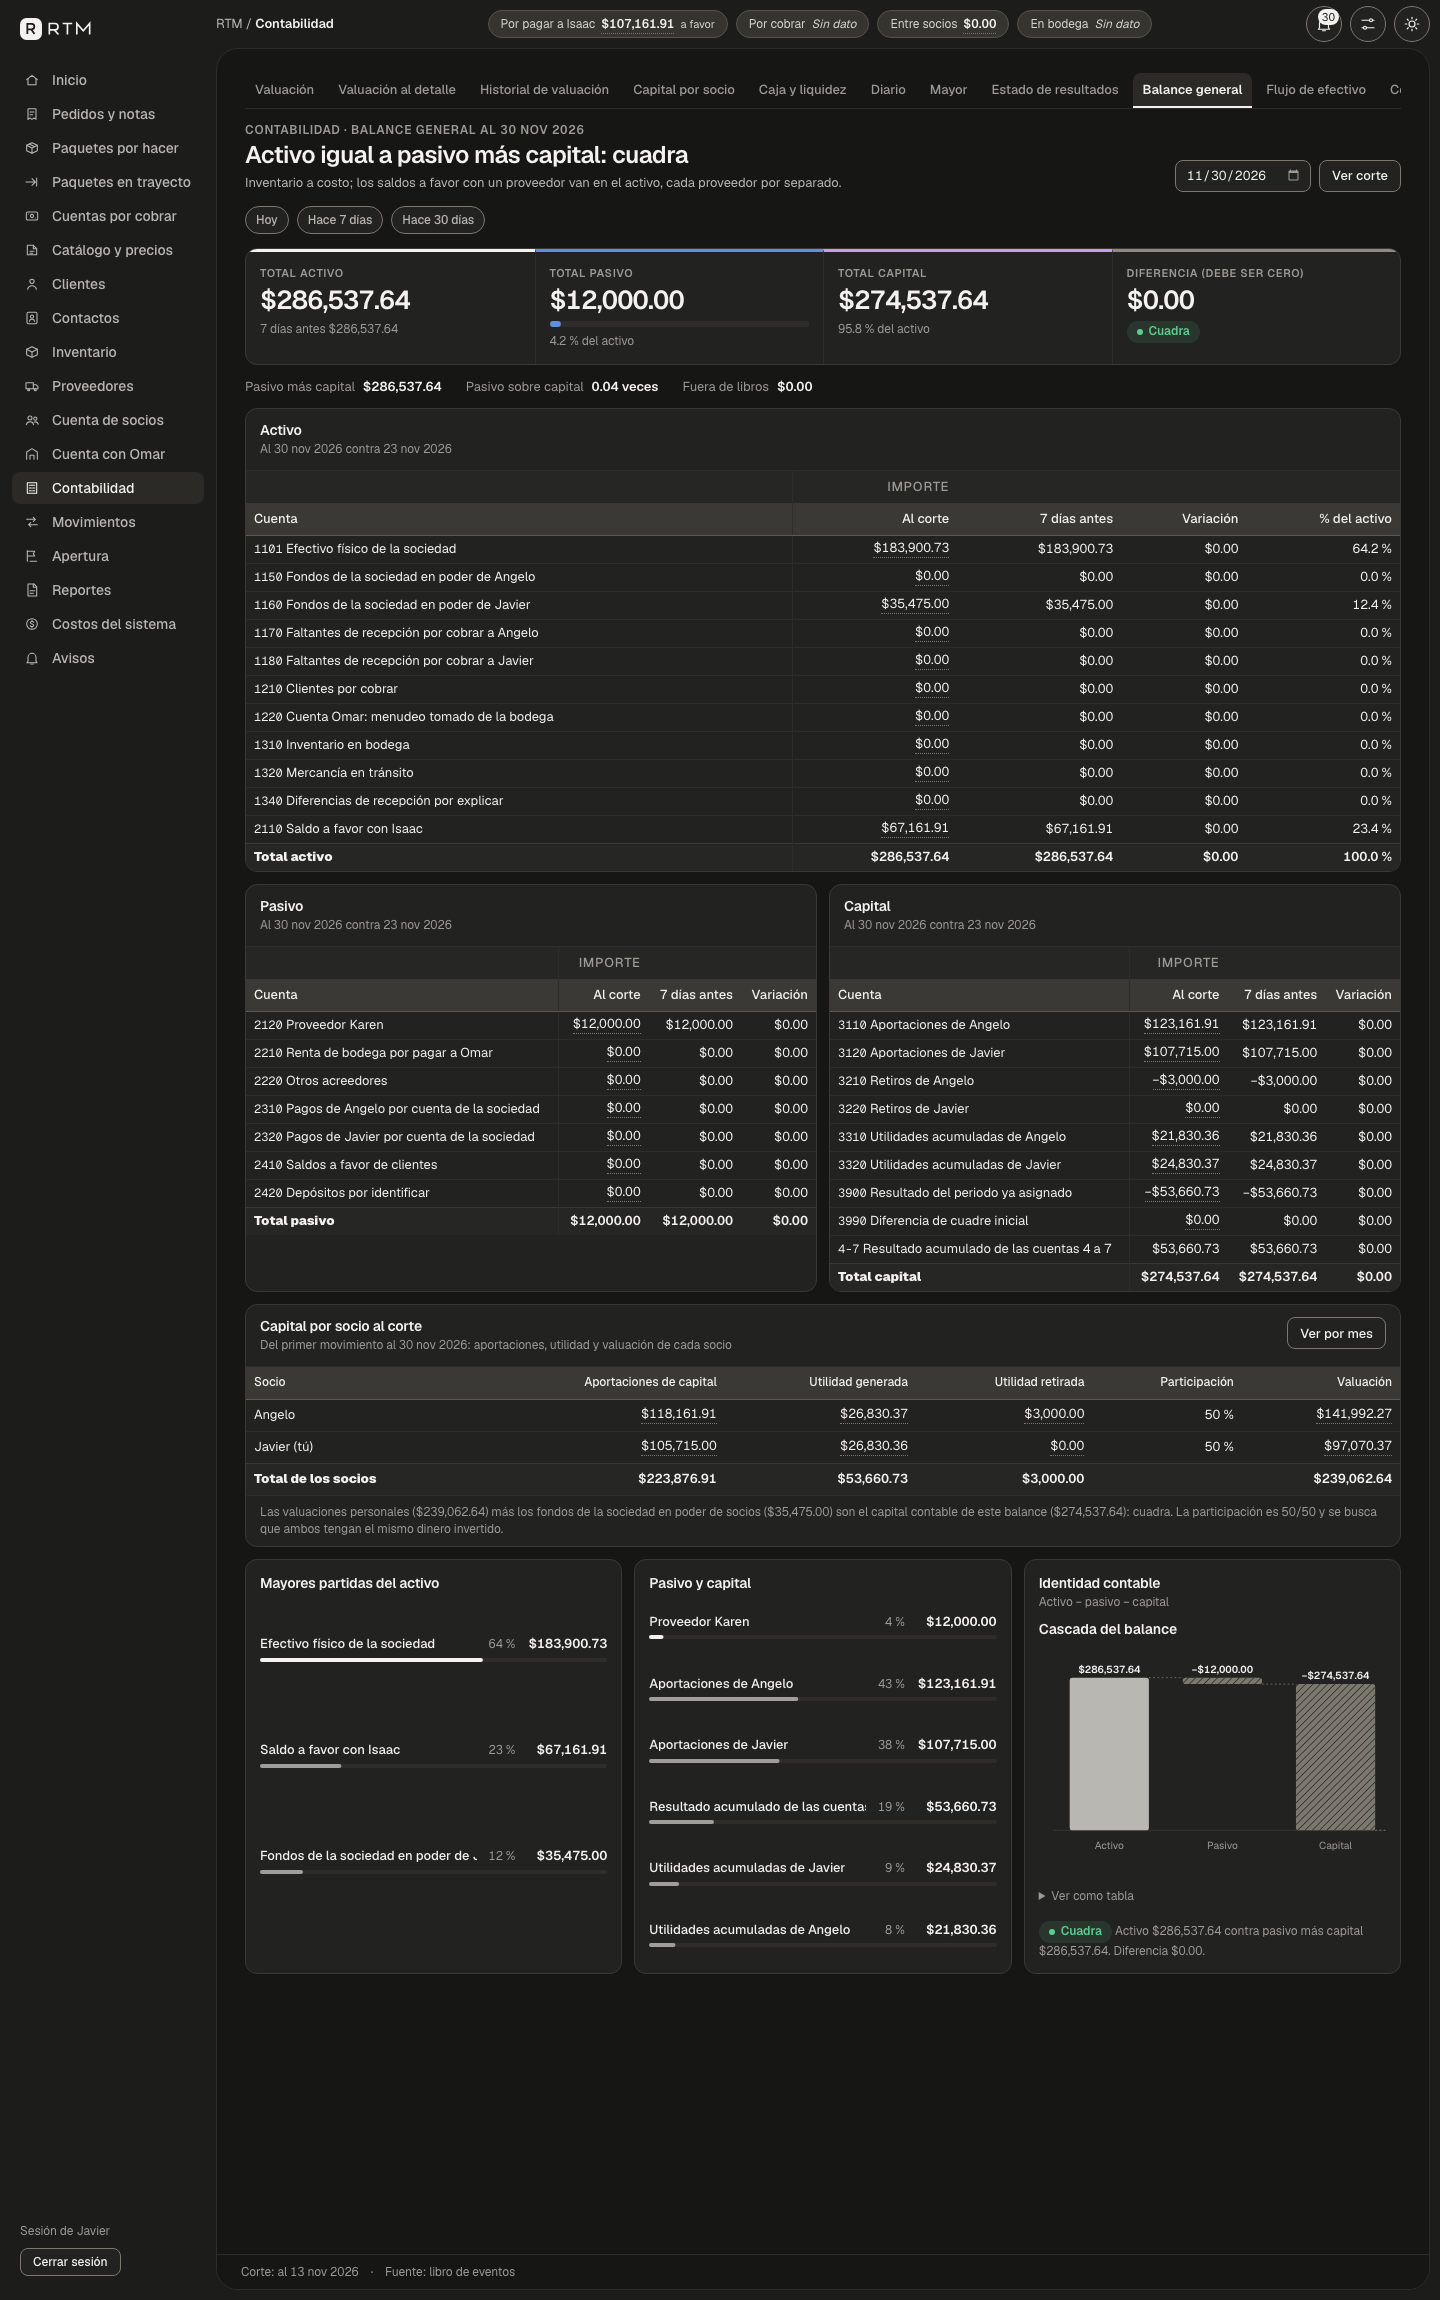 R RTM
RTM / Contabilidad
Por pagar a Isaac $107,161.91 a favor
Por cobrar Sin dato
Entre socios $0.00
En bodega Sin dato
30
Inicio
Pedidos y notas
Paquetes por hacer
Paquetes en trayecto
Cuentas por cobrar
Catálogo y precios
Clientes
Contactos
Inventario
Proveedores
Cuenta de socios
Cuenta con Omar
Contabilidad
Movimientos
Apertura
Reportes
Costos del sistema
Avisos
Sesión de Javier
Cerrar sesión
Valuación Valuación al detalle Historial de valuación Capital por socio Caja y liquidez Diario Mayor Estado de resultados Balance general Flujo de efectivo
CONTABILIDAD · BALANCE GENERAL AL 30 NOV 2026
Activo igual a pasivo más capital: cuadra
Inventario a costo; los saldos a favor con un proveedor van en el activo, cada proveedor por separado.
11/30/2026
Ver corte
Hoy
Hace 7 días
Hace 30 días
TOTAL ACTIVO
$286,537.64
7 días antes $286,537.64
TOTAL PASIVO
$12,000.00
4.2 % del activo
TOTAL CAPITAL
$274,537.64
95.8 % del activo
DIFERENCIA (DEBE SER CERO)
$0.00
Cuadra
Pasivo más capital $286,537.64 Pasivo sobre capital 0.04 veces Fuera de libros $0.00
Activo
Al 30 nov 2026 contra 23 nov 2026
IMPORTE
Cuenta Al corte 7 días antes Variación % del activo
1101 Efectivo físico de la sociedad $183,900.73 $183,900.73 $0.00 64.2 %
1150 Fondos de la sociedad en poder de Angelo $0.00 $0.00 $0.00 0.0 %
1160 Fondos de la sociedad en poder de Javier $35,475.00 $35,475.00 $0.00 12.4 %
1170 Faltantes de recepción por cobrar a Angelo $0.00 $0.00 $0.00 0.0 %
1180 Faltantes de recepción por cobrar a Javier $0.00 $0.00 $0.00 0.0 %
1210 Clientes por cobrar $0.00 $0.00 $0.00 0.0 %
1220 Cuenta Omar: menudeo tomado de la bodega $0.00 $0.00 $0.00 0.0 %
1310 Inventario en bodega $0.00 $0.00 $0.00 0.0 %
1320 Mercancía en tránsito $0.00 $0.00 $0.00 0.0 %
1340 Diferencias de recepción por explicar $0.00 $0.00 $0.00 0.0 %
2110 Saldo a favor con Isaac $67,161.91 $67,161.91 $0.00 23.4 %
Total activo $286,537.64 $286,537.64 $0.00 100.0 %
Pasivo
Al 30 nov 2026 contra 23 nov 2026
IMPORTE
Cuenta Al corte 7 días antes Variación
2120 Proveedor Karen $12,000.00 $12,000.00 $0.00
2210 Renta de bodega por pagar a Omar $0.00 $0.00 $0.00
2220 Otros acreedores $0.00 $0.00 $0.00
2310 Pagos de Angelo por cuenta de la sociedad $0.00 $0.00 $0.00
2320 Pagos de Javier por cuenta de la sociedad $0.00 $0.00 $0.00
2410 Saldos a favor de clientes $0.00 $0.00 $0.00
2420 Depósitos por identificar $0.00 $0.00 $0.00
Total pasivo $12,000.00 $12,000.00 $0.00
Capital
Al 30 nov 2026 contra 23 nov 2026
IMPORTE
Cuenta Al corte 7 días antes Variación
3110 Aportaciones de Angelo $123,161.91 $123,161.91 $0.00
3120 Aportaciones de Javier $107,715.00 $107,715.00 $0.00
3210 Retiros de Angelo −$3,000.00 −$3,000.00 $0.00
3220 Retiros de Javier $0.00 $0.00 $0.00
3310 Utilidades acumuladas de Angelo $21,830.36 $21,830.36 $0.00
3320 Utilidades acumuladas de Javier $24,830.37 $24,830.37 $0.00
3900 Resultado del periodo ya asignado −$53,660.73 −$53,660.73 $0.00
3990 Diferencia de cuadre inicial $0.00 $0.00 $0.00
4-7 Resultado acumulado de las cuentas 4 a 7 $53,660.73 $53,660.73 $0.00
Total capital $274,537.64 $274,537.64 $0.00
Capital por socio al corte
Del primer movimiento al 30 nov 2026: aportaciones, utilidad y valuación de cada socio
Ver por mes
Socio Aportaciones de capital Utilidad generada Utilidad retirada Participación Valuación
Angelo $118,161.91 $26,830.37 $3,000.00 50 % $141,992.27
Javier (tú) $105,715.00 $26,830.36 $0.00 50 % $97,070.37
Total de los socios $223,876.91 $53,660.73 $3,000.00 $239,062.64
Las valuaciones personales ($239,062.64) más los fondos de la sociedad en poder de socios ($35,475.00) son el capital contable de este balance ($274,537.64): cuadra. La participación es 50/50 y se busca
que ambos tengan el mismo dinero invertido.
Mayores partidas del activo
Efectivo físico de la sociedad 64 % $183,900.73
Saldo a favor con Isaac 23 % $67,161.91
Fondos de la sociedad en poder de 12 % $35,475.00
Pasivo y capital
Proveedor Karen 4 % $12,000.00
Aportaciones de Angelo 43 % $123,161.91
Aportaciones de Javier 38 % $107,715.00
Resultado acumulado de las cuentas 19 % $53,660.73
Utilidades acumuladas de Javier 9 % $24,830.37
Utilidades acumuladas de Angelo 8 % $21,830.36
Identidad contable
Activo − pasivo − capital
Cascada del balance
$286,537.64 −$12,000.00 −$274,537.64
Activo Pasivo Capital
Ver como tabla
Cuadra Activo $286,537.64 contra pasivo más capital
$286,537.64. Diferencia $0.00.
Corte: al 13 nov 2026 · Fuente: libro de eventos